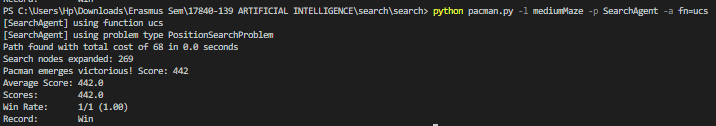 Record:        Win
PS C:\Users\Hp\Downloads\Erasmus Sem\17840-139 ARTIFICIAL INTELLIGENCE\search\search> python pacman.py -l mediumMaze -p SearchAgent -a fn=ucs
[SearchAgent] using function ucs
[SearchAgent] using problem type PositionSearchProblem
Path found with total cost of 68 in 0.0 seconds
Search nodes expanded: 269
Pacman emerges victorious! Score: 442
Average Score: 442.0
Scores:        442.0
Win Rate:      1/1 (1.00)
Record:        Win